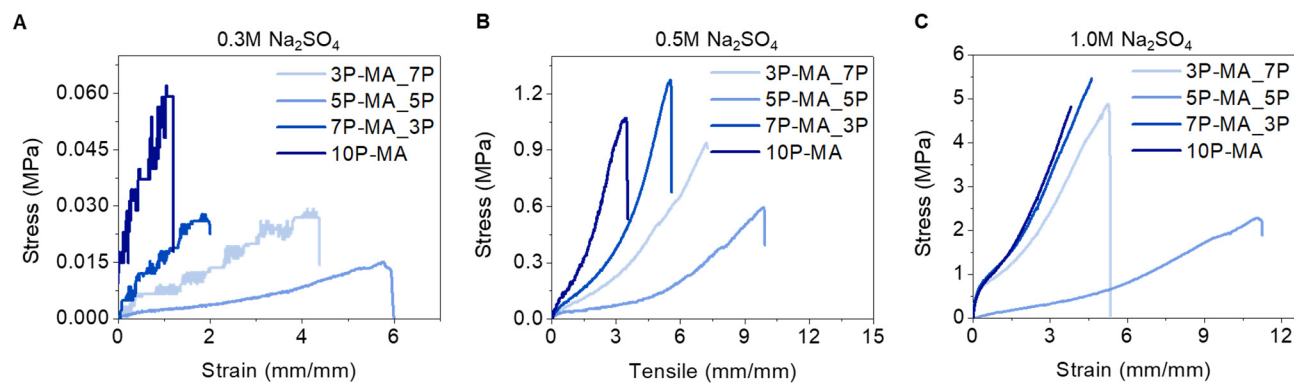 A
0.3M Na₂SO₄
3P-MA_7P
5P-MA_5P
7P-MA_3P
10P-MA
0.060
0.045
0.030
0.015
0.000
Stress (MPa)
0 2 4 6
Strain (mm/mm)
B
0.5M Na₂SO₄
3P-MA_7P
5P-MA_5P
7P-MA_3P
10P-MA
1.2
0.9
0.6
0.3
0.0
Stress (MPa)
0 3 6 9 12 15
Tensile (mm/mm)
C
1.0M Na₂SO₄
3P-MA_7P
5P-MA_5P
7P-MA_3P
10P-MA
6
5
4
3
2
1
0
Stress (MPa)
0 3 6 9 12
Strain (mm/mm)